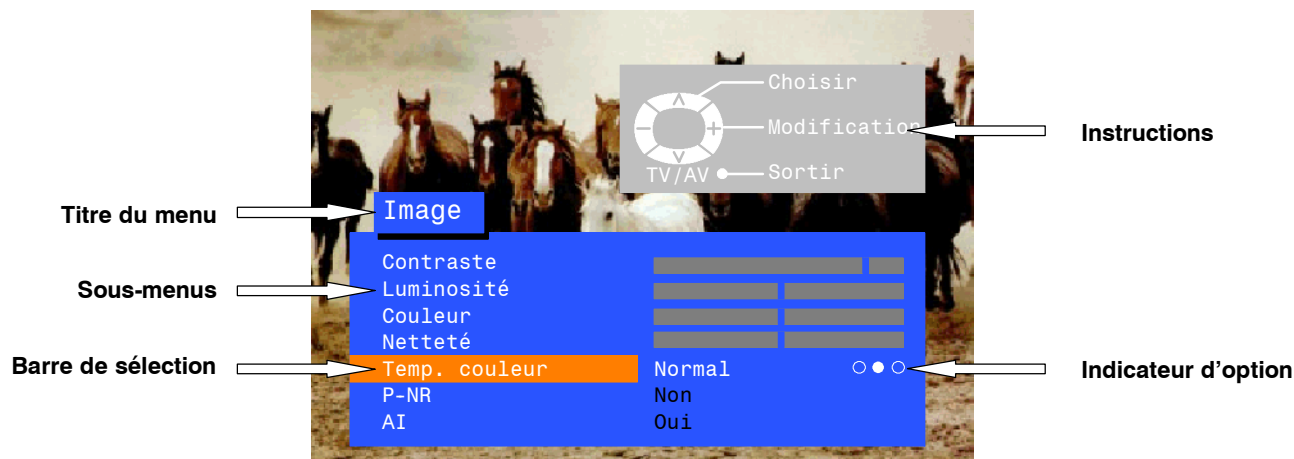 Choisir
Modification
TV/AV
Sortir
Instructions
Titre du menu
Image
Contraste
Sous-menus
Luminosité
Couleur
Netteté
Barre de sélection
Temp. couleur
Normal
Indicateur d’option
P-NR
Non
AI
Oui